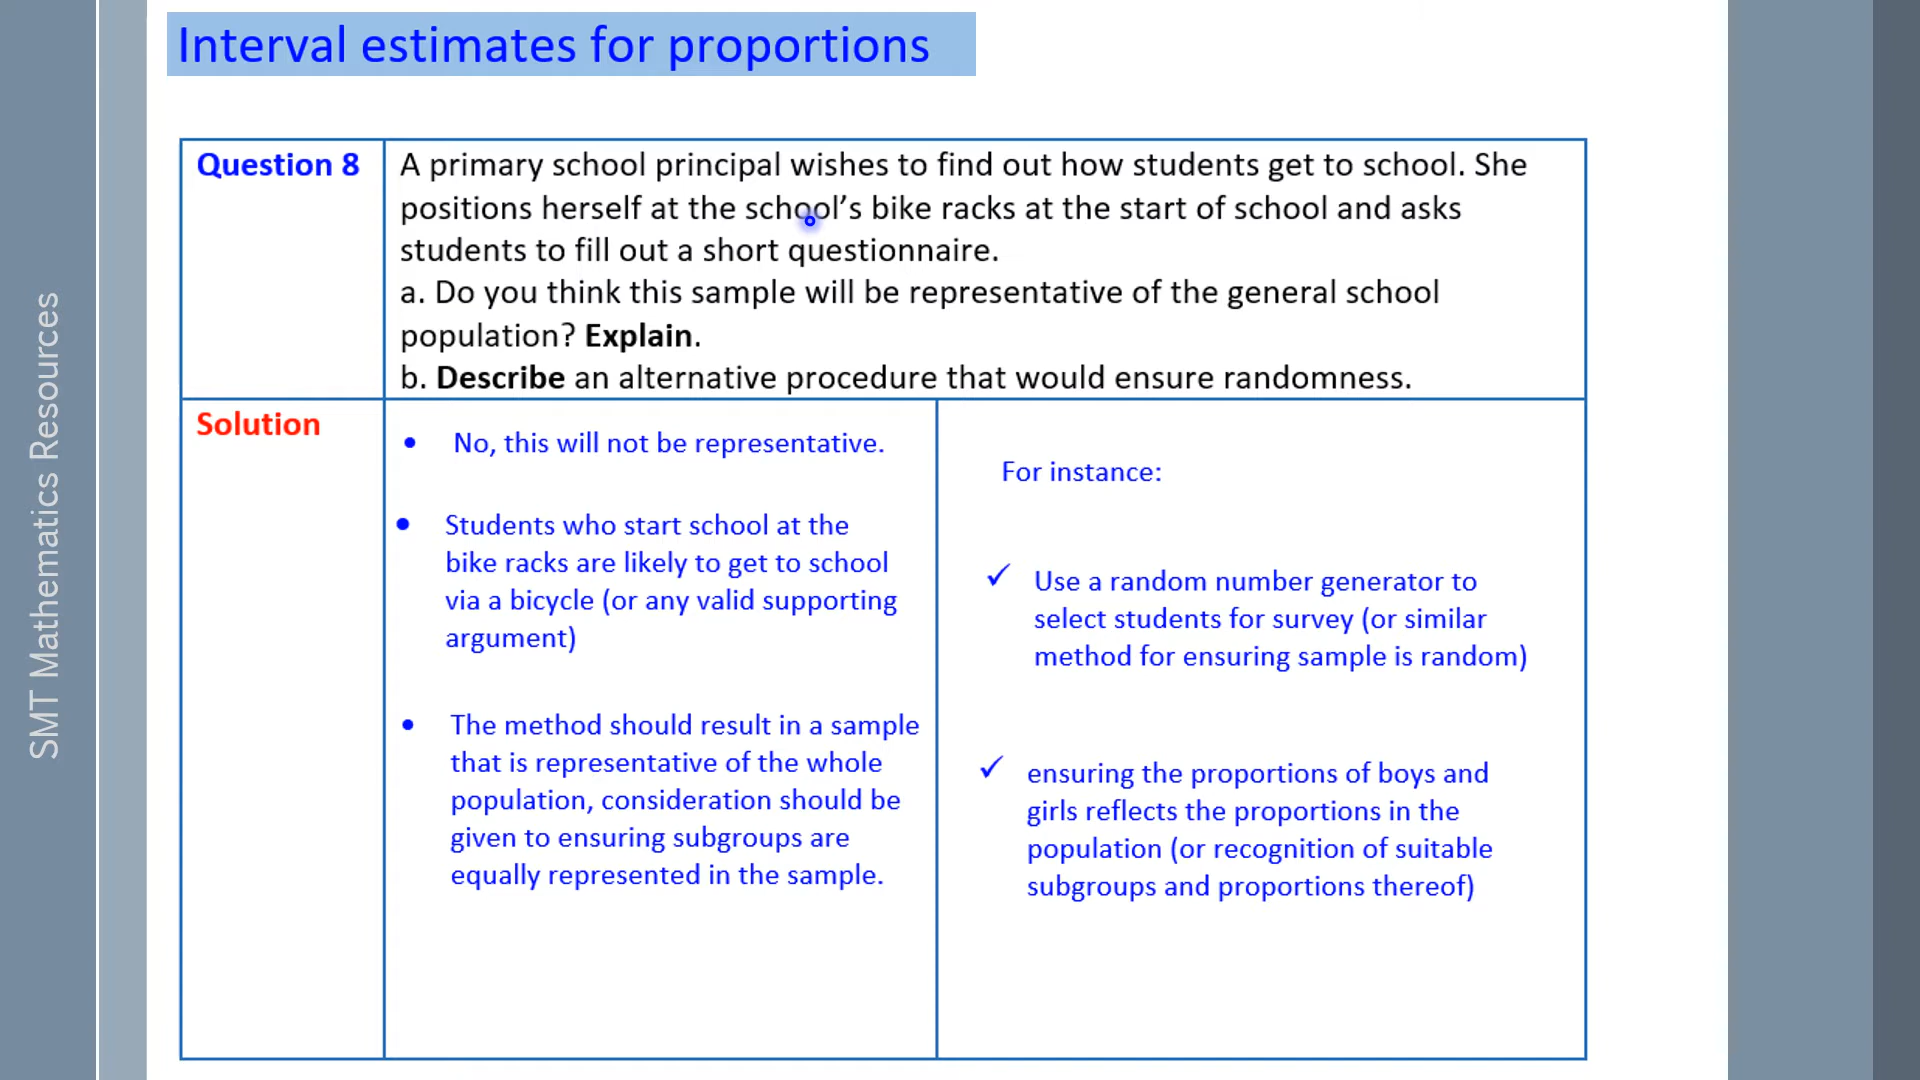 Interval estimates for proportions
Question 8
A primary school principal wishes to find out how students get to school. She
positions herself at the school’s bike racks at the start of school and asks
students to fill out a short questionnaire.
a. Do you think this sample will be representative of the general school
population? Explain.
b. Describe an alternative procedure that would ensure randomness.
Solution
• No, this will not be representative.
• Students who start school at the
bike racks are likely to get to school
via a bicycle (or any valid supporting
argument)
• The method should result in a sample
that is representative of the whole
population, consideration should be
given to ensuring subgroups are
equally represented in the sample.
For instance:
✓ Use a random number generator to
select students for survey (or similar
method for ensuring sample is random)
✓ ensuring the proportions of boys and
girls reflects the proportions in the
population (or recognition of suitable
subgroups and proportions thereof)
SMT Mathematics Resources